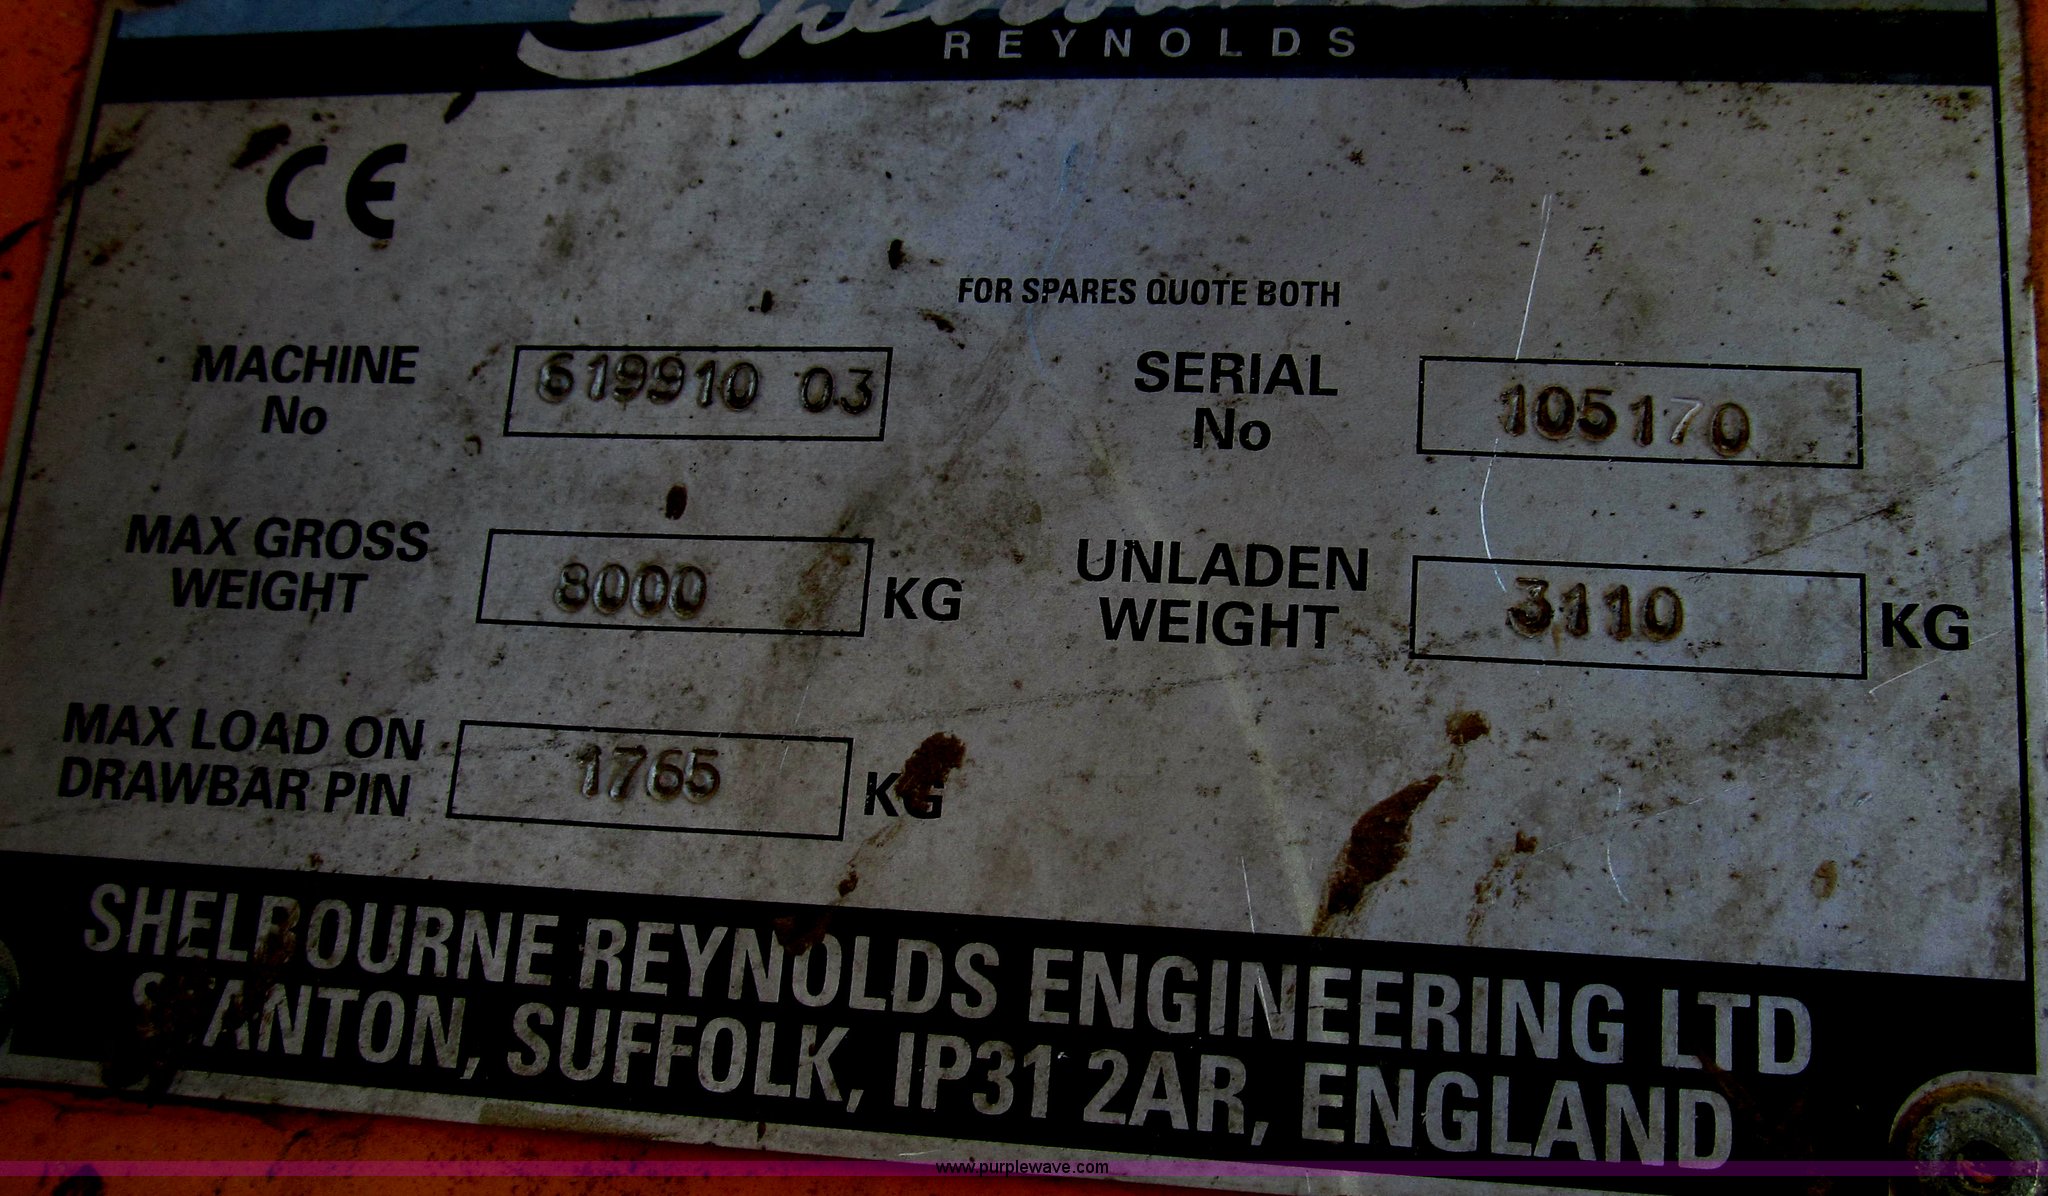 Shelbourne
REYNOLDS
CE
FOR SPARES QUOTE BOTH
MACHINE No 619910 03
SERIAL No 105170
MAX GROSS WEIGHT 8000 KG
UNLADEN WEIGHT 3110 KG
MAX LOAD ON DRAWBAR PIN 1765 KG
SHELBOURNE REYNOLDS ENGINEERING LTD
STANTON, SUFFOLK, IP31 2AR, ENGLAND
www.purplewave.com